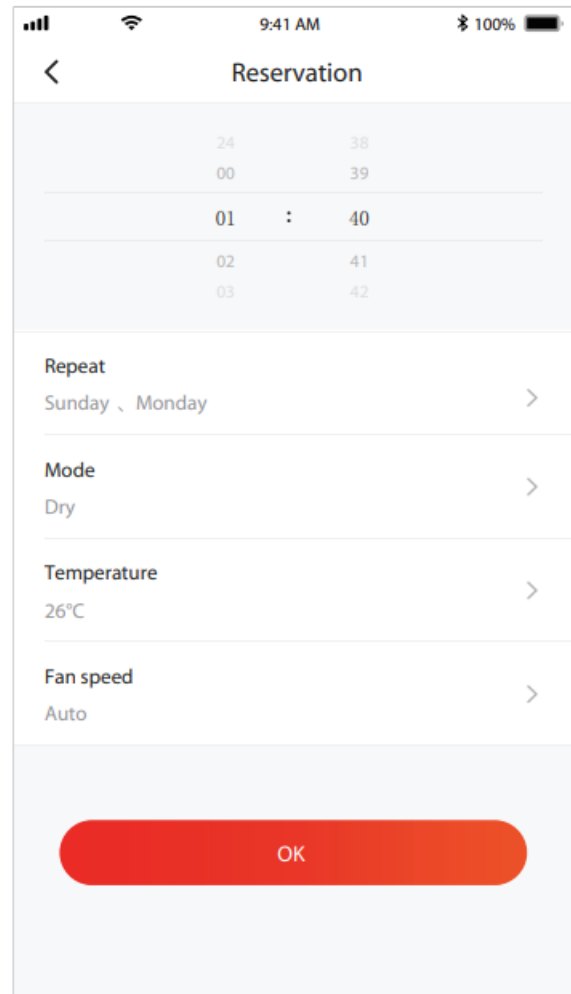 9:41 AM 100%
Reservation
24 38
00 39
01 : 40
02 41
03 42
Repeat
Sunday 、Monday
Mode
Dry
Temperature
26℃
Fan speed
Auto
OK